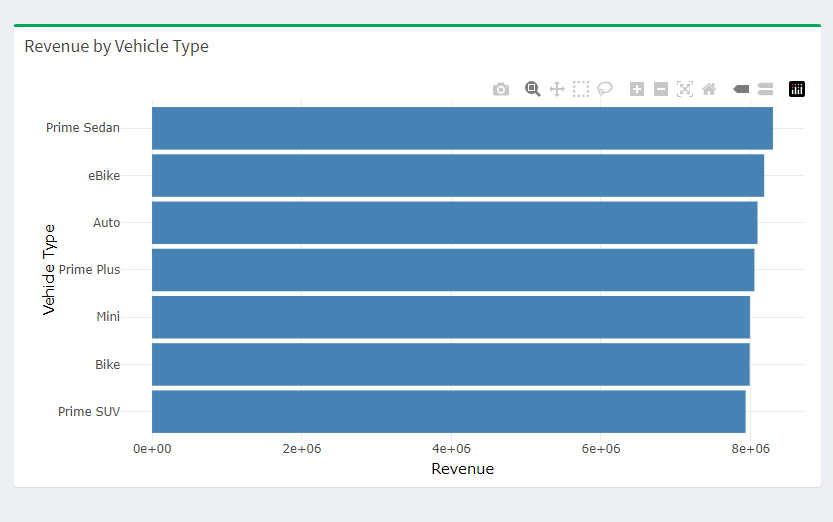 Revenue by Vehicle Type
Prime Sedan
eBike
Auto
Prime Plus
Mini
Bike
Prime SUV
Vehicle Type
0e+00 2e+06 4e+06 6e+06 8e+06
Revenue